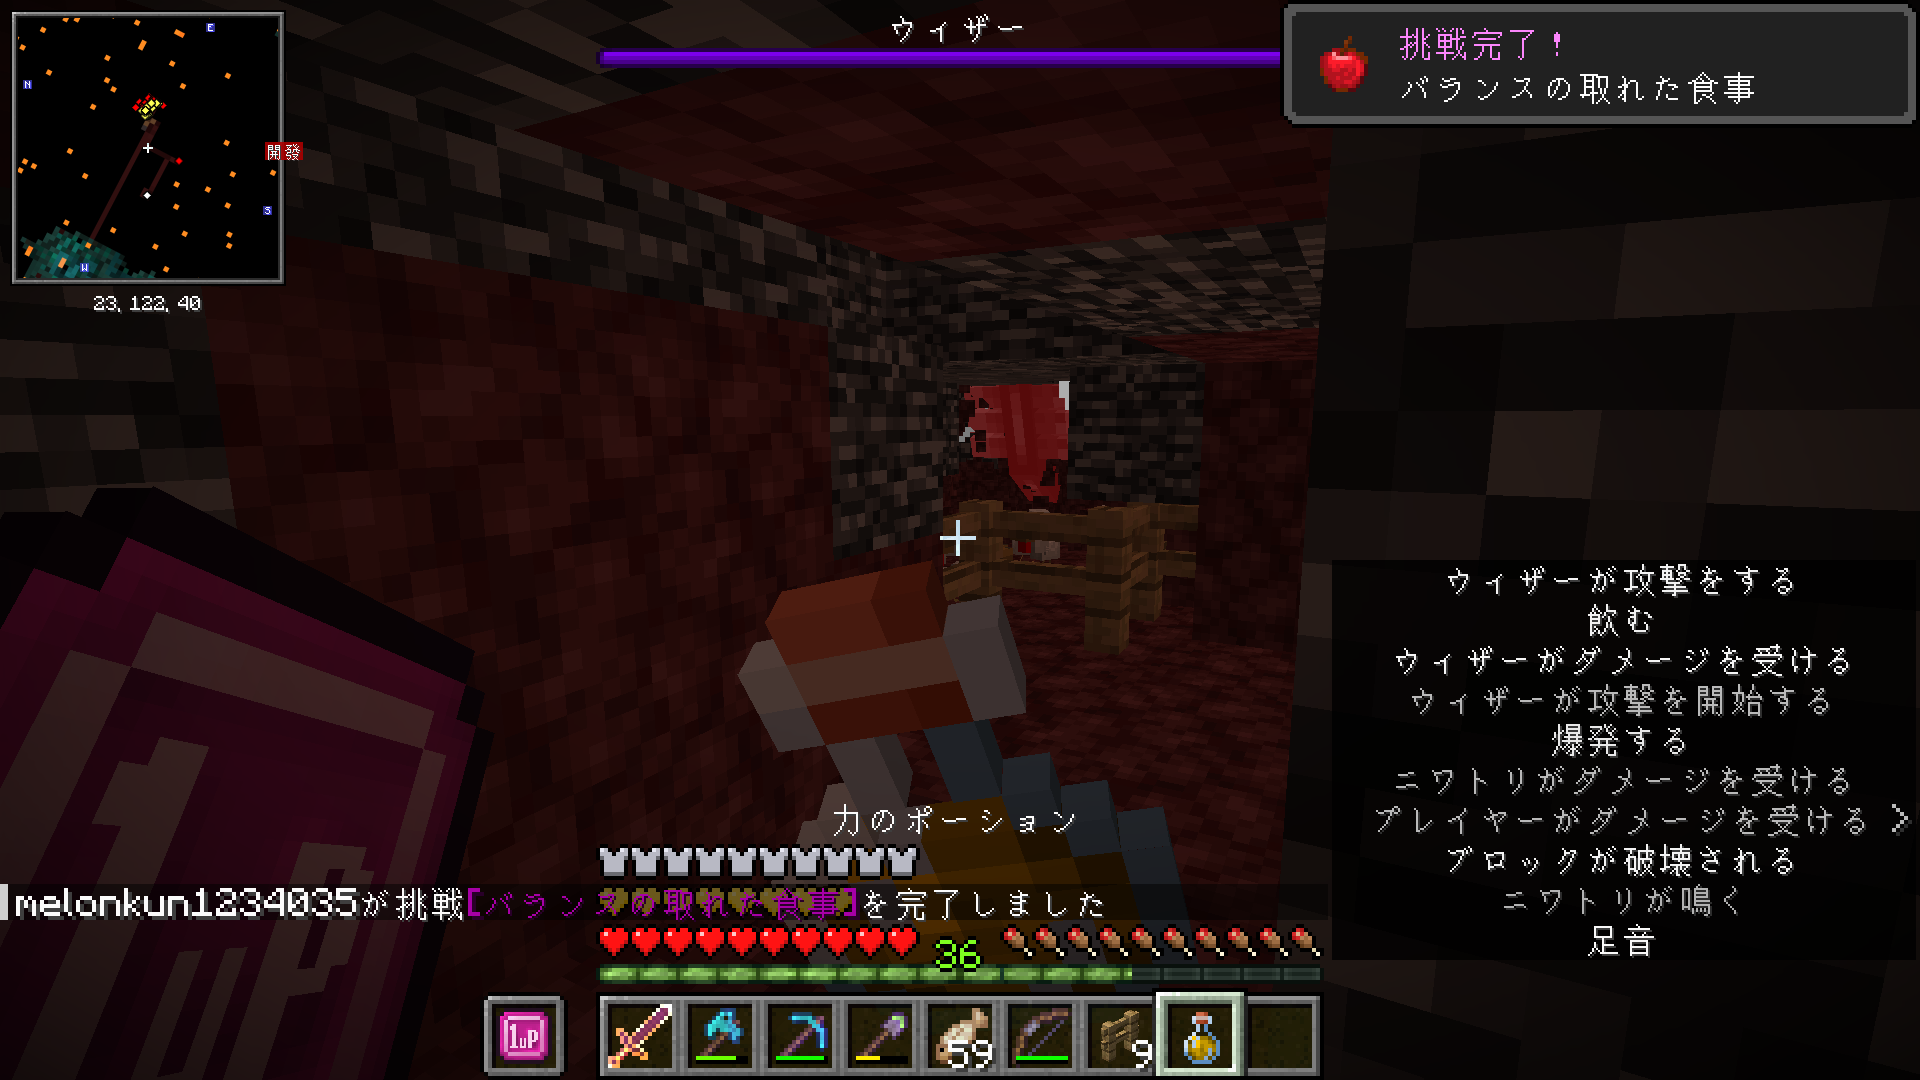 ウィザー
挑戦完了！
バランスの取れた食事
E
N
開發
S
W
23, 122, 40
ウィザーが攻撃をする
飲む
ウィザーがダメージを受ける
ウィザーが攻撃を開始する
爆発する
ニワトリがダメージを受ける
プレイヤーがダメージを受ける >
ブロックが破壊される
ニワトリが鳴く
足音
1UP
力のポーション
melonkun1234035が挑戦[バランスの取れた食事]を完了しました
36
1uP
59
9